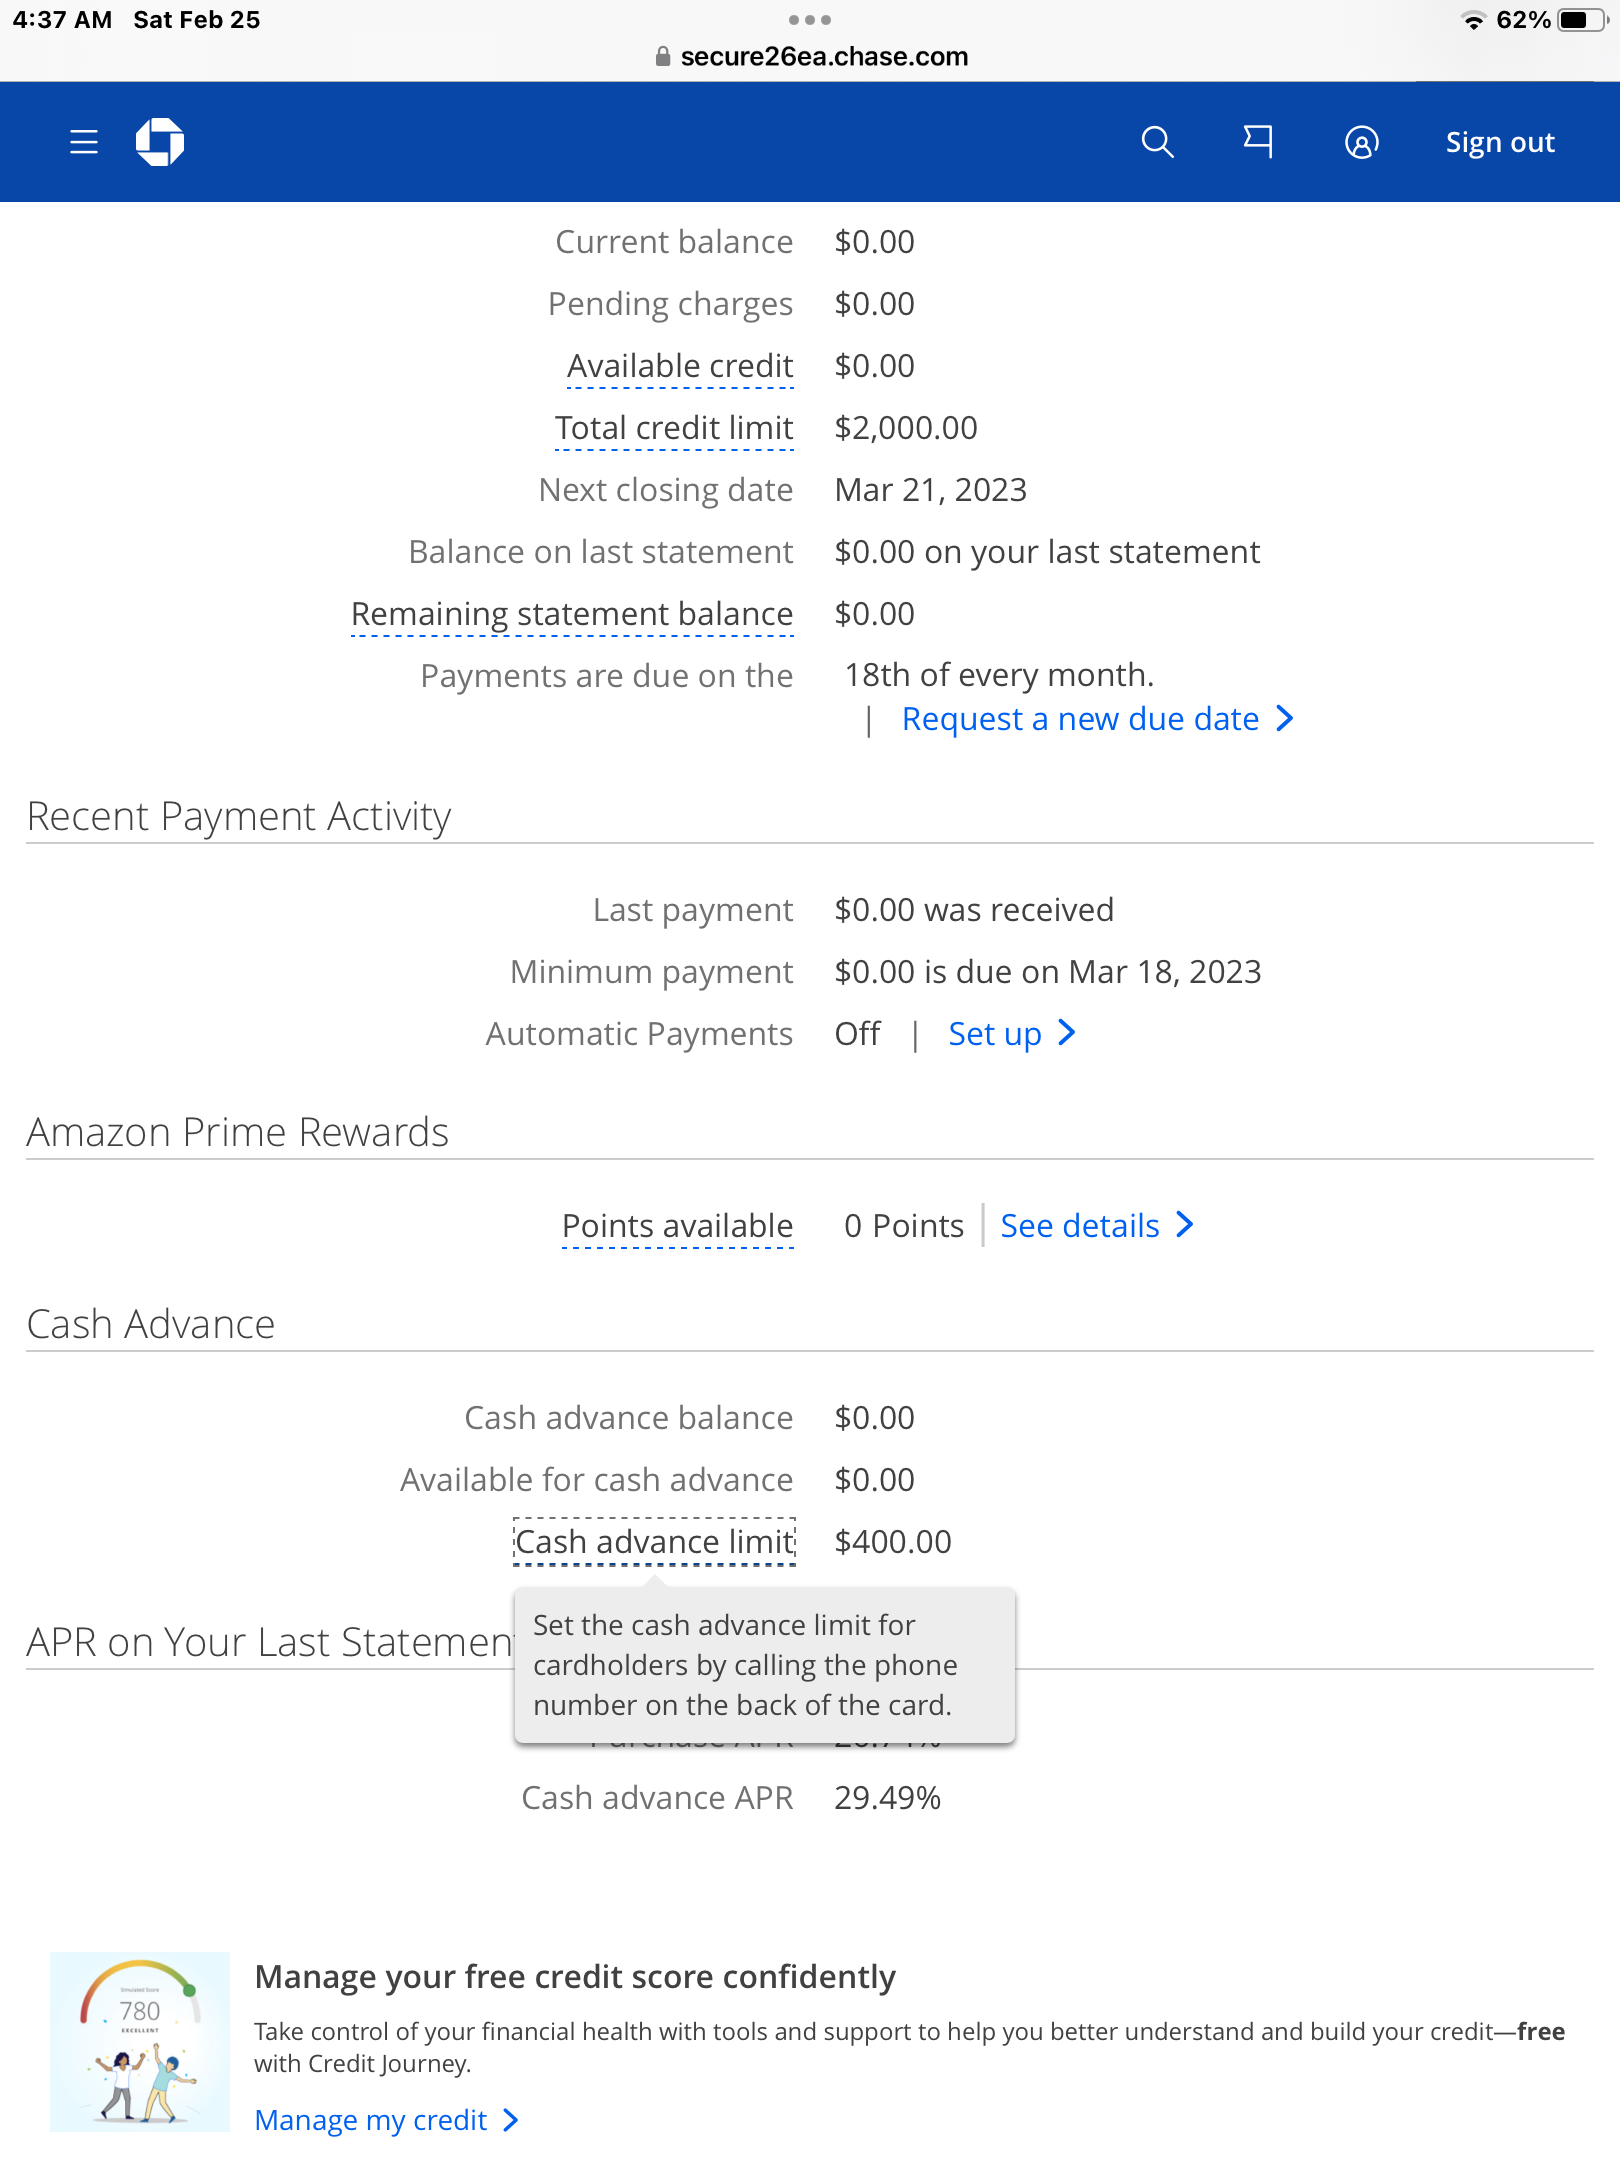 4:37 AM Sat Feb 25
62%
secure26ea.chase.com
Sign out
Current balance $0.00
Pending charges $0.00
Available credit $0.00
Total credit limit $2,000.00
Next closing date Mar 21, 2023
Balance on last statement $0.00 on your last statement
Remaining statement balance $0.00
Payments are due on the 18th of every month.
| Request a new due date
Recent Payment Activity
Last payment $0.00 was received
Minimum payment $0.00 is due on Mar 18, 2023
Automatic Payments Off | Set up
Amazon Prime Rewards
Points available 0 Points See details
Cash Advance
Cash advance balance $0.00
Available for cash advance $0.00
Cash advance limit $400.00
Set the cash advance limit for
cardholders by calling the phone
number on the back of the card.
APR on Your Last Statemen
Purchase APR
Cash advance APR 29.49%
Simulated Score
780
EXCELLENT
Manage your free credit score confidently
Take control of your financial health with tools and support to help you better understand and build your credit—free
with Credit Journey.
Manage my credit